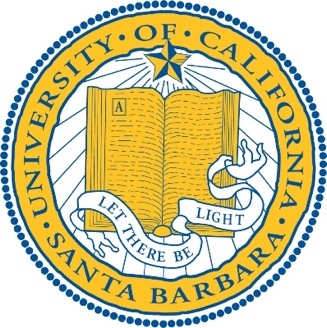 ·UNIVERSITY·OF·CALIFORNIA·
SANTA BARBARA
A
LET THERE BE
LIGHT